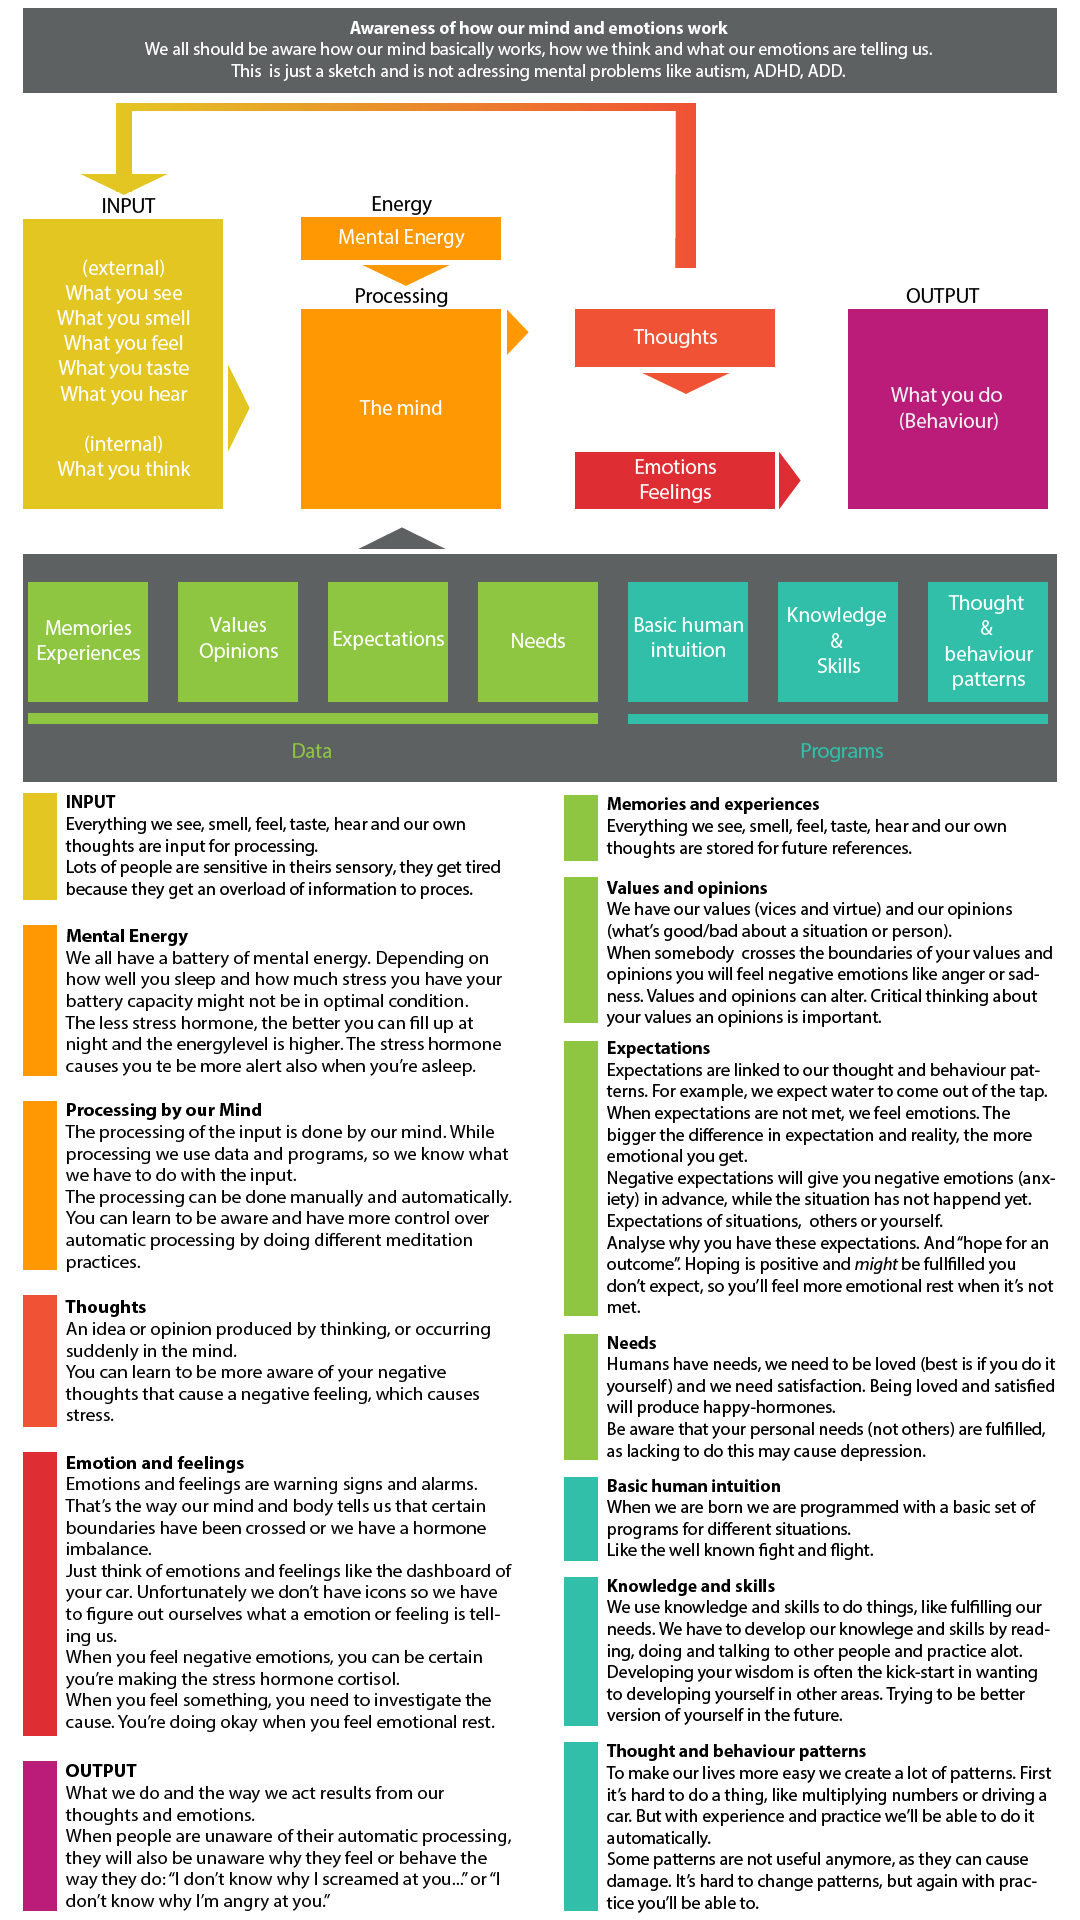 Awareness of how our mind and emotions work
We all should be aware how our mind basically works, how we think and what our emotions are telling us.
This is just a sketch and is not adressing mental problems like autism, ADHD, ADD.
INPUT
(external)
What you see
What you smell
What you feel
What you taste
What you hear
(internal)
What you think
Energy
Mental Energy
Processing
The mind
Thoughts
Emotions
Feelings
OUTPUT
What you do
(Behaviour)
Memories
Experiences
Values
Opinions
Expectations
Needs
Basic human
intuition
Knowledge
&
Skills
Thought
&
behaviour
patterns
Data
Programs
INPUT
Everything we see, smell, feel, taste, hear and our own
thoughts are input for processing.
Lots of people are sensitive in theirs sensory, they get tired
because they get an overload of information to proces.
Mental Energy
We all have a battery of mental energy. Depending on
how well you sleep and how much stress you have your
battery capacity might not be in optimal condition.
The less stress hormone, the better you can fill up at
night and the energylevel is higher. The stress hormone
causes you te be more alert also when you're asleep.
Processing by our Mind
The processing of the input is done by our mind. While
processing we use data and programs, so we know what
we have to do with the input.
The processing can be done manually and automatically.
You can learn to be aware and have more control over
automatic processing by doing different meditation
practices.
Thoughts
An idea or opinion produced by thinking, or occurring
suddenly in the mind.
You can learn to be more aware of your negative
thoughts that cause a negative feeling, which causes
stress.
Emotion and feelings
Emotions and feelings are warning signs and alarms.
That's the way our mind and body tells us that certain
boundaries have been crossed or we have a hormone
imbalance.
Just think of emotions and feelings like the dashboard of
your car. Unfortunately we don't have icons so we have
to figure out ourselves what a emotion or feeling is tell-
ing us.
When you feel negative emotions, you can be certain
you're making the stress hormone cortisol.
When you feel something, you need to investigate the
cause. You're doing okay when you feel emotional rest.
OUTPUT
What we do and the way we act results from our
thoughts and emotions.
When people are unaware of their automatic processing,
they will also be unaware why they feel or behave the
way they do: "I don't know why I screamed at you..." or "I
don't know why I'm angry at you."
Memories and experiences
Everything we see, smell, feel, taste, hear and our own
thoughts are stored for future references.
Values and opinions
We have our values (vices and virtue) and our opinions
(what's good/bad about a situation or person).
When somebody crosses the boundaries of your values and
opinions you will feel negative emotions like anger or sad-
ness. Values and opinions can alter. Critical thinking about
your values an opinions is important.
Expectations
Expectations are linked to our thought and behaviour pat-
terns. For example, we expect water to come out of the tap.
When expectations are not met, we feel emotions. The
bigger the difference in expectation and reality, the more
emotional you get.
Negative expectations will give you negative emotions (anx-
iety) in advance, while the situation has not happend yet.
Expectations of situations, others or yourself.
Analyse why you have these expectations. And "hope for an
outcome". Hoping is positive and might be fullfilled you
don't expect, so you'll feel more emotional rest when it's not
met.
Needs
Humans have needs, we need to be loved (best is if you do it
yourself) and we need satisfaction. Being loved and satisfied
will produce happy-hormones.
Be aware that your personal needs (not others) are fulfilled,
as lacking to do this may cause depression.
Basic human intuition
When we are born we are programmed with a basic set of
programs for different situations.
Like the well known fight and flight.
Knowledge and skills
We use knowledge and skills to do things, like fulfilling our
needs. We have to develop our knowlege and skills by read-
ing, doing and talking to other people and practice alot.
Developing your wisdom is often the kick-start in wanting
to developing yourself in other areas. Trying to be better
version of yourself in the future.
Thought and behaviour patterns
To make our lives more easy we create a lot of patterns. First
it's hard to do a thing, like multiplying numbers or driving a
car. But with experience and practice we'll be able to do it
automatically.
Some patterns are not useful anymore, as they can cause
damage. It's hard to change patterns, but again with prac-
tice you'll be able to.